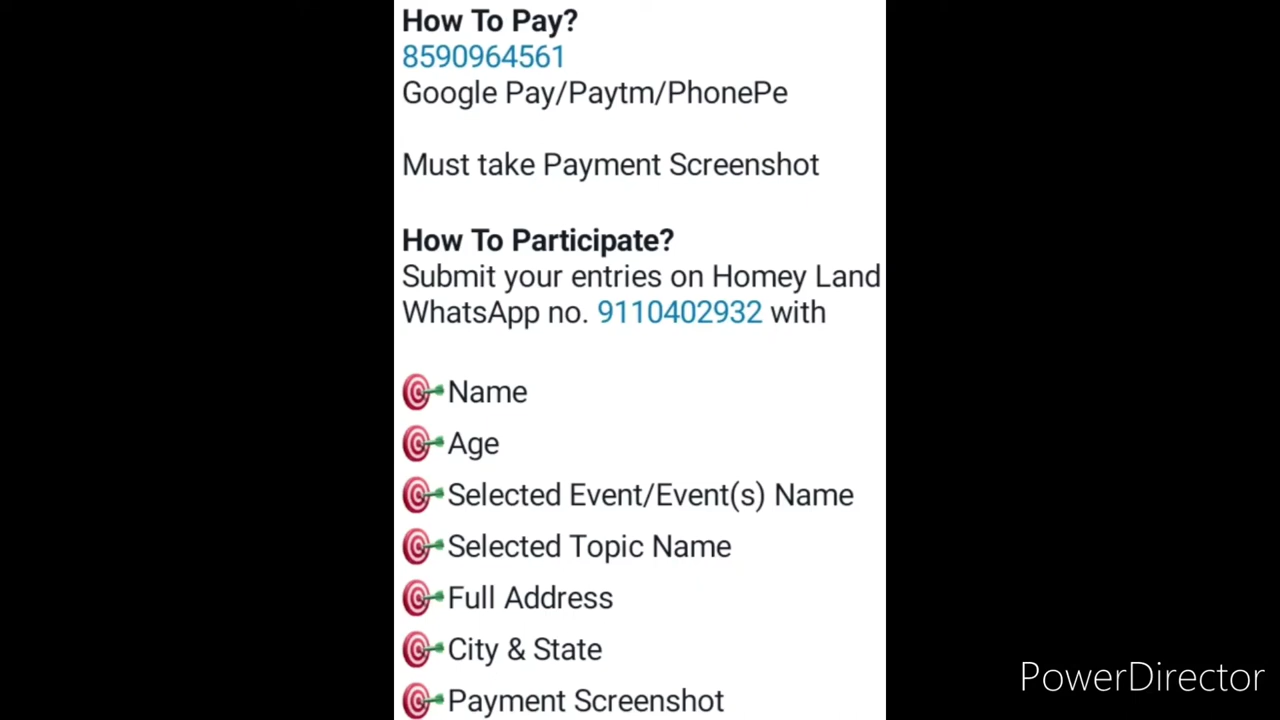 How To Pay?
8590964561
Google Pay/Paytm/PhonePe
Must take Payment Screenshot
How To Participate?
Submit your entries on Homey Land
WhatsApp no. 9110402932 with
🎯Name
🎯Age
🎯Selected Event/Event(s) Name
🎯Selected Topic Name
🎯Full Address
🎯City & State
🎯Payment Screenshot
PowerDirector